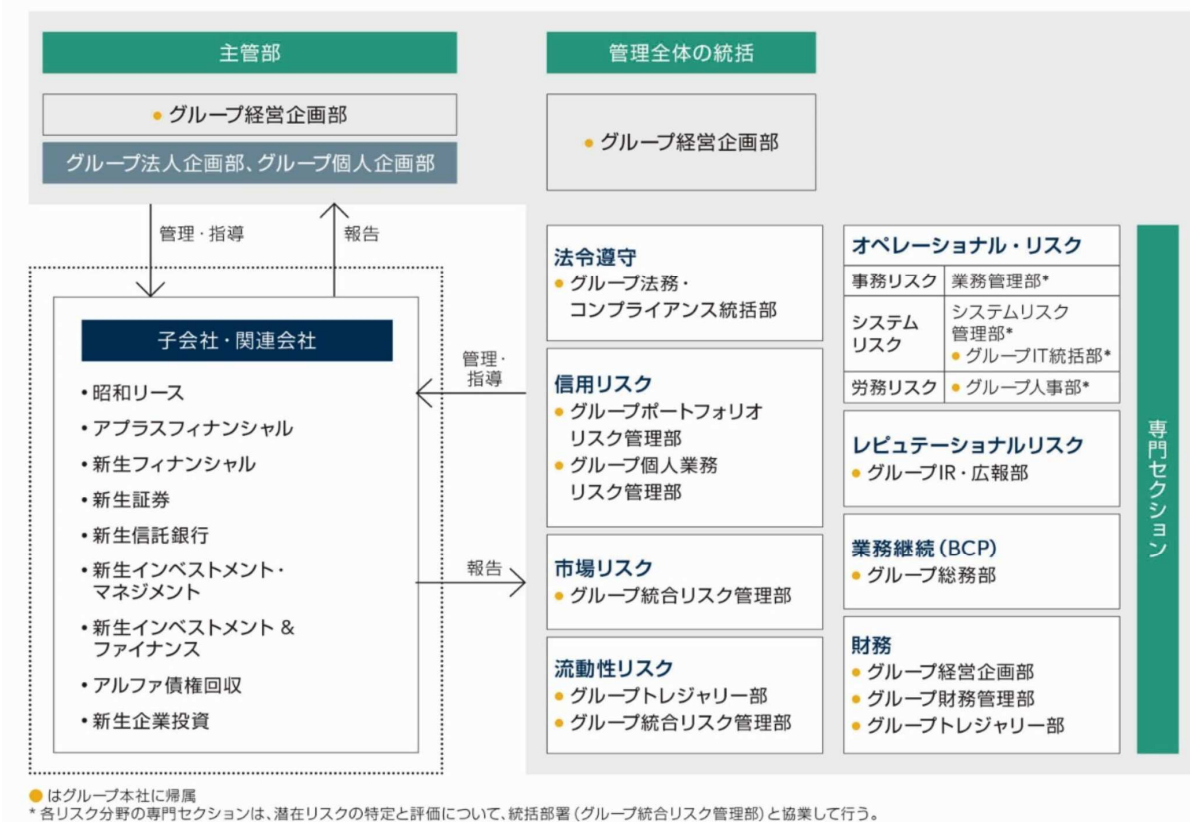 主管部
● グループ経営企画部
グループ法人企画部、グループ個人企画部
管理・指導
報告
子会社・関連会社
・昭和リース
・アプラスフィナンシャル
・新生フィナンシャル
・新生証券
・新生信託銀行
・新生インベストメント・
マネジメント
・新生インベストメント &
ファイナンス
・アルファ債権回収
・新生企業投資
管理・
指導
報告
管理全体の統括
● グループ経営企画部
法令遵守
● グループ法務・
コンプライアンス統括部
信用リスク
● グループポートフォリオ
リスク管理部
● グループ個人業務
リスク管理部
市場リスク
● グループ統合リスク管理部
流動性リスク
● グループトレジャリー部
● グループ統合リスク管理部
オペレーショナル・リスク
事務リスク 業務管理部*
システム
リスク
システムリスク
管理部*
● グループIT統括部*
労務リスク ● グループ人事部*
レピュテーショナルリスク
● グループIR・広報部
業務継続(BCP)
● グループ総務部
財務
● グループ経営企画部
● グループ財務管理部
● グループトレジャリー部
専門セクション
● はグループ本社に帰属
* 各リスク分野の専門セクションは、潜在リスクの特定と評価について、統括部署(グループ統合リスク管理部)と協業して行う。